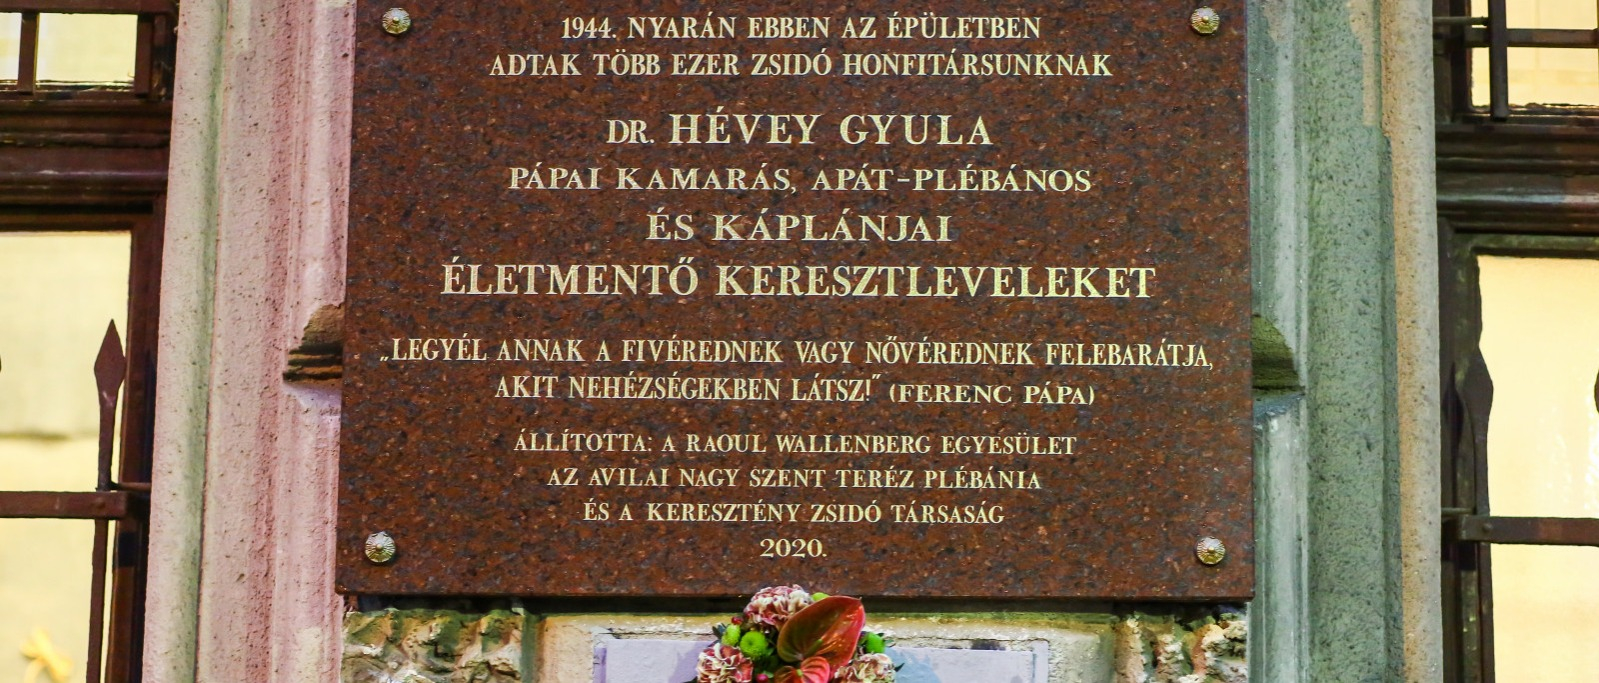 1944. NYARÁN EBBEN AZ ÉPÜLETBEN
ADTAK TÖBB EZER ZSIDÓ HONFITÁRSUNKNAK
DR. HÉVEY GYULA
PÁPAI KAMARÁS, APÁT-PLÉBÁNOS
ÉS KÁPLÁNJAI
ÉLETMENTŐ KERESZTLEVELEKET
„LEGYÉL ANNAK A FIVÉREDNEK VAGY NŐVÉREDNEK FELEBARÁTJA,
AKIT NEHÉZSÉGEKBEN LÁTSZ!” (FERENC PÁPA)
ÁLLÍTOTTA: A RAOUL WALLENBERG EGYESÜLET
AZ AVILAI NAGY SZENT TERÉZ PLÉBÁNIA
ÉS A KERESZTÉNY ZSIDÓ TÁRSASÁG
2020.